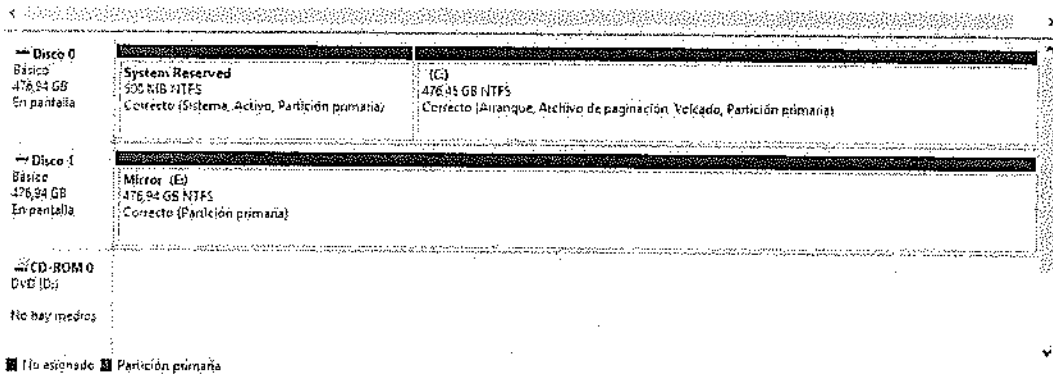 Disco 0
Básico
476,94 GB
En pantalla
System Reserved
500 MB NTFS
Correcto (Sistema, Activo, Partición primaria)
(C:)
476,45 GB NTFS
Correcto (Arranque, Archivo de paginación, Volcado, Partición primaria)
Disco 1
Básico
476,94 GB
En pantalla
Mirror (E:)
476,94 GB NTFS
Correcto (Partición primaria)
CD-ROM 0
DVD (D:)
No hay medios
No asignado Partición primaria